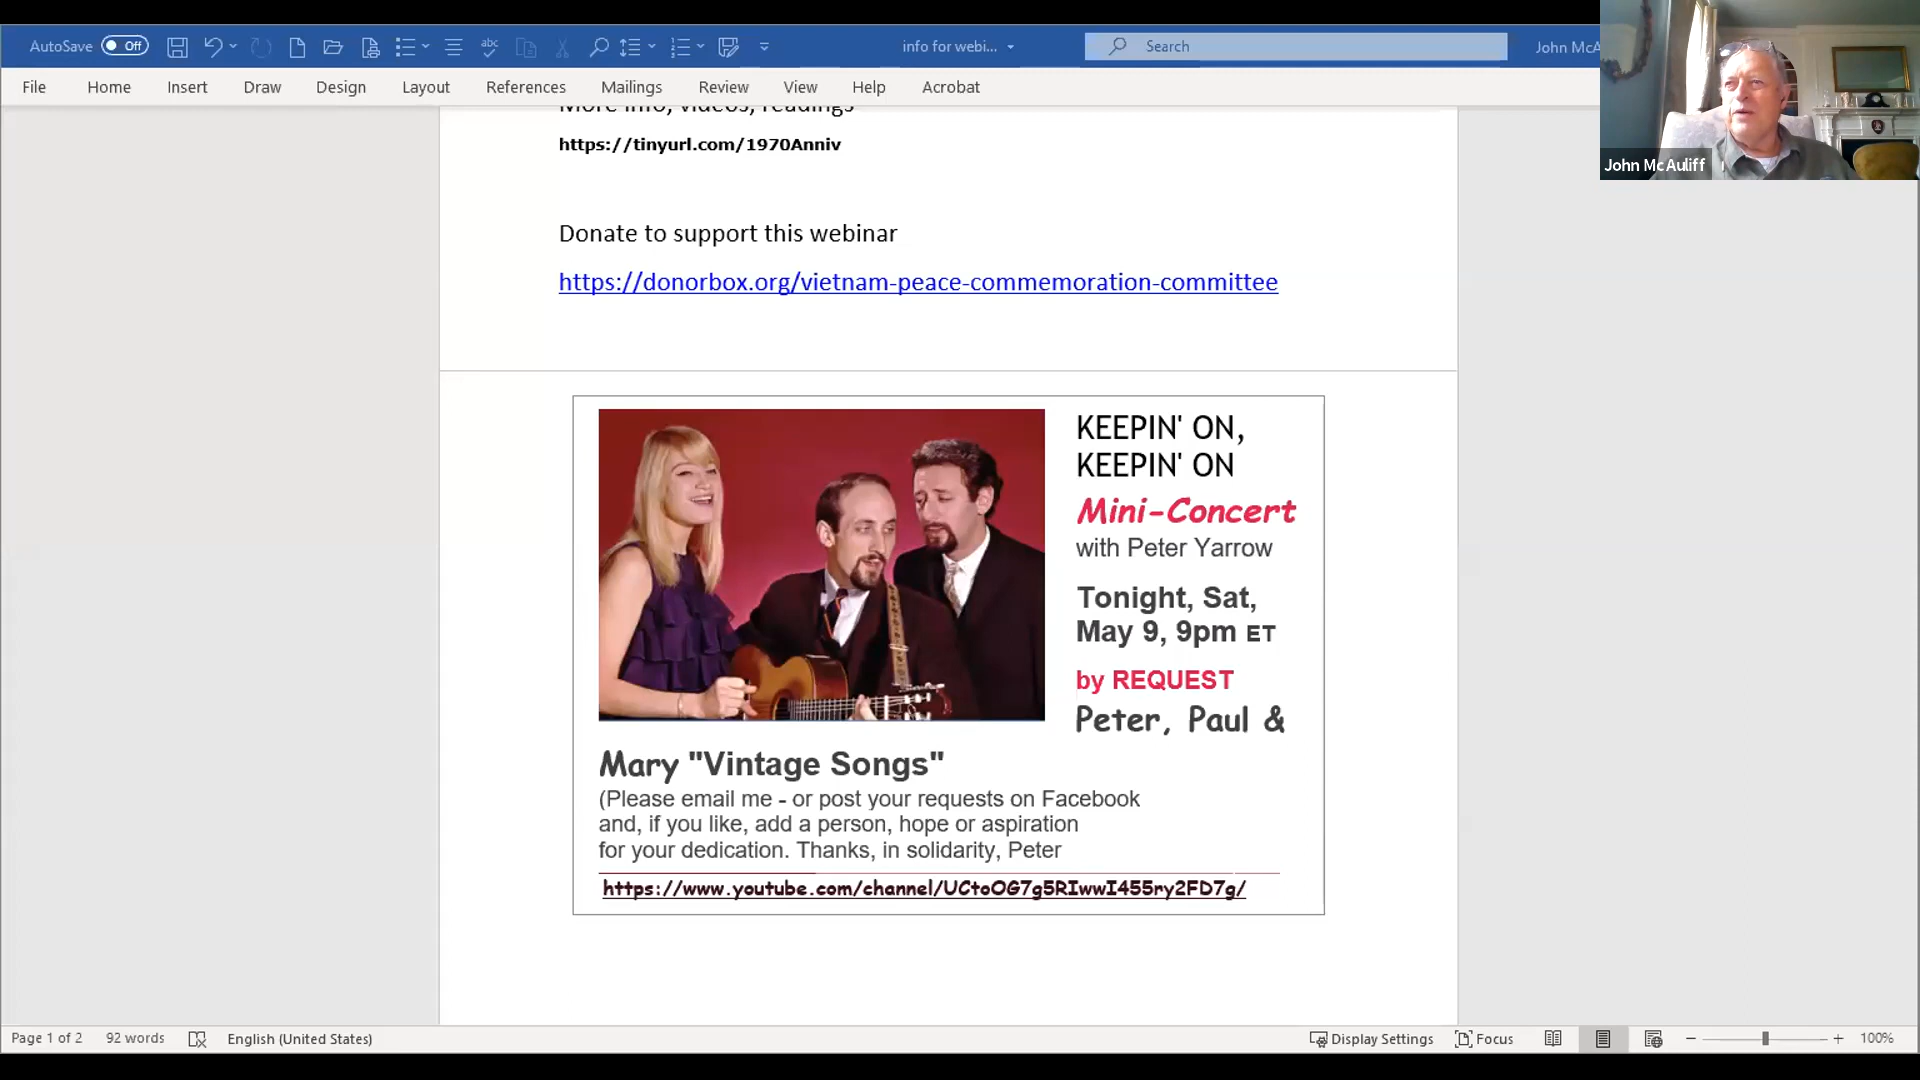 AutoSave Off
info for webi...
Search
John McA
File Home Insert Draw Design Layout References Mailings Review View Help Acrobat
John McAuliff
More info, videos, readings
https://tinyurl.com/1970Anniv
Donate to support this webinar
https://donorbox.org/vietnam-peace-commemoration-committee
KEEPIN' ON,
KEEPIN' ON
Mini-Concert
with Peter Yarrow
Tonight, Sat,
May 9, 9pm ET
by REQUEST
Peter, Paul &
Mary "Vintage Songs"
(Please email me - or post your requests on Facebook
and, if you like, add a person, hope or aspiration
for your dedication. Thanks, in solidarity, Peter
https://www.youtube.com/channel/UCtoOG7g5RIwwI455ry2FD7g/
Page 1 of 2 92 words English (United States) Display Settings Focus 100%